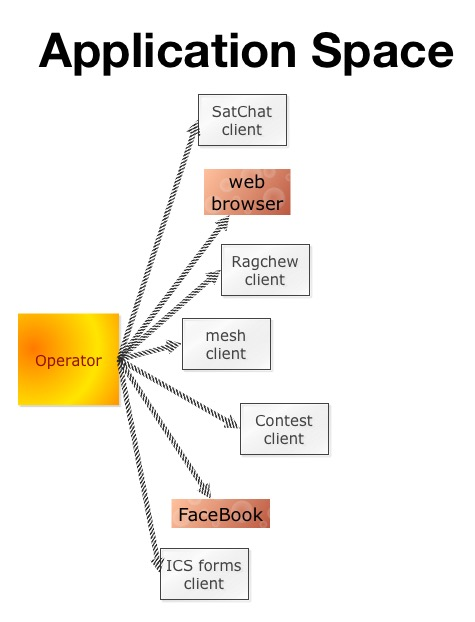 Application Space
SatChat
client
web
browser
Ragchew
client
mesh
client
Operator
Contest
client
FaceBook
ICS forms
client